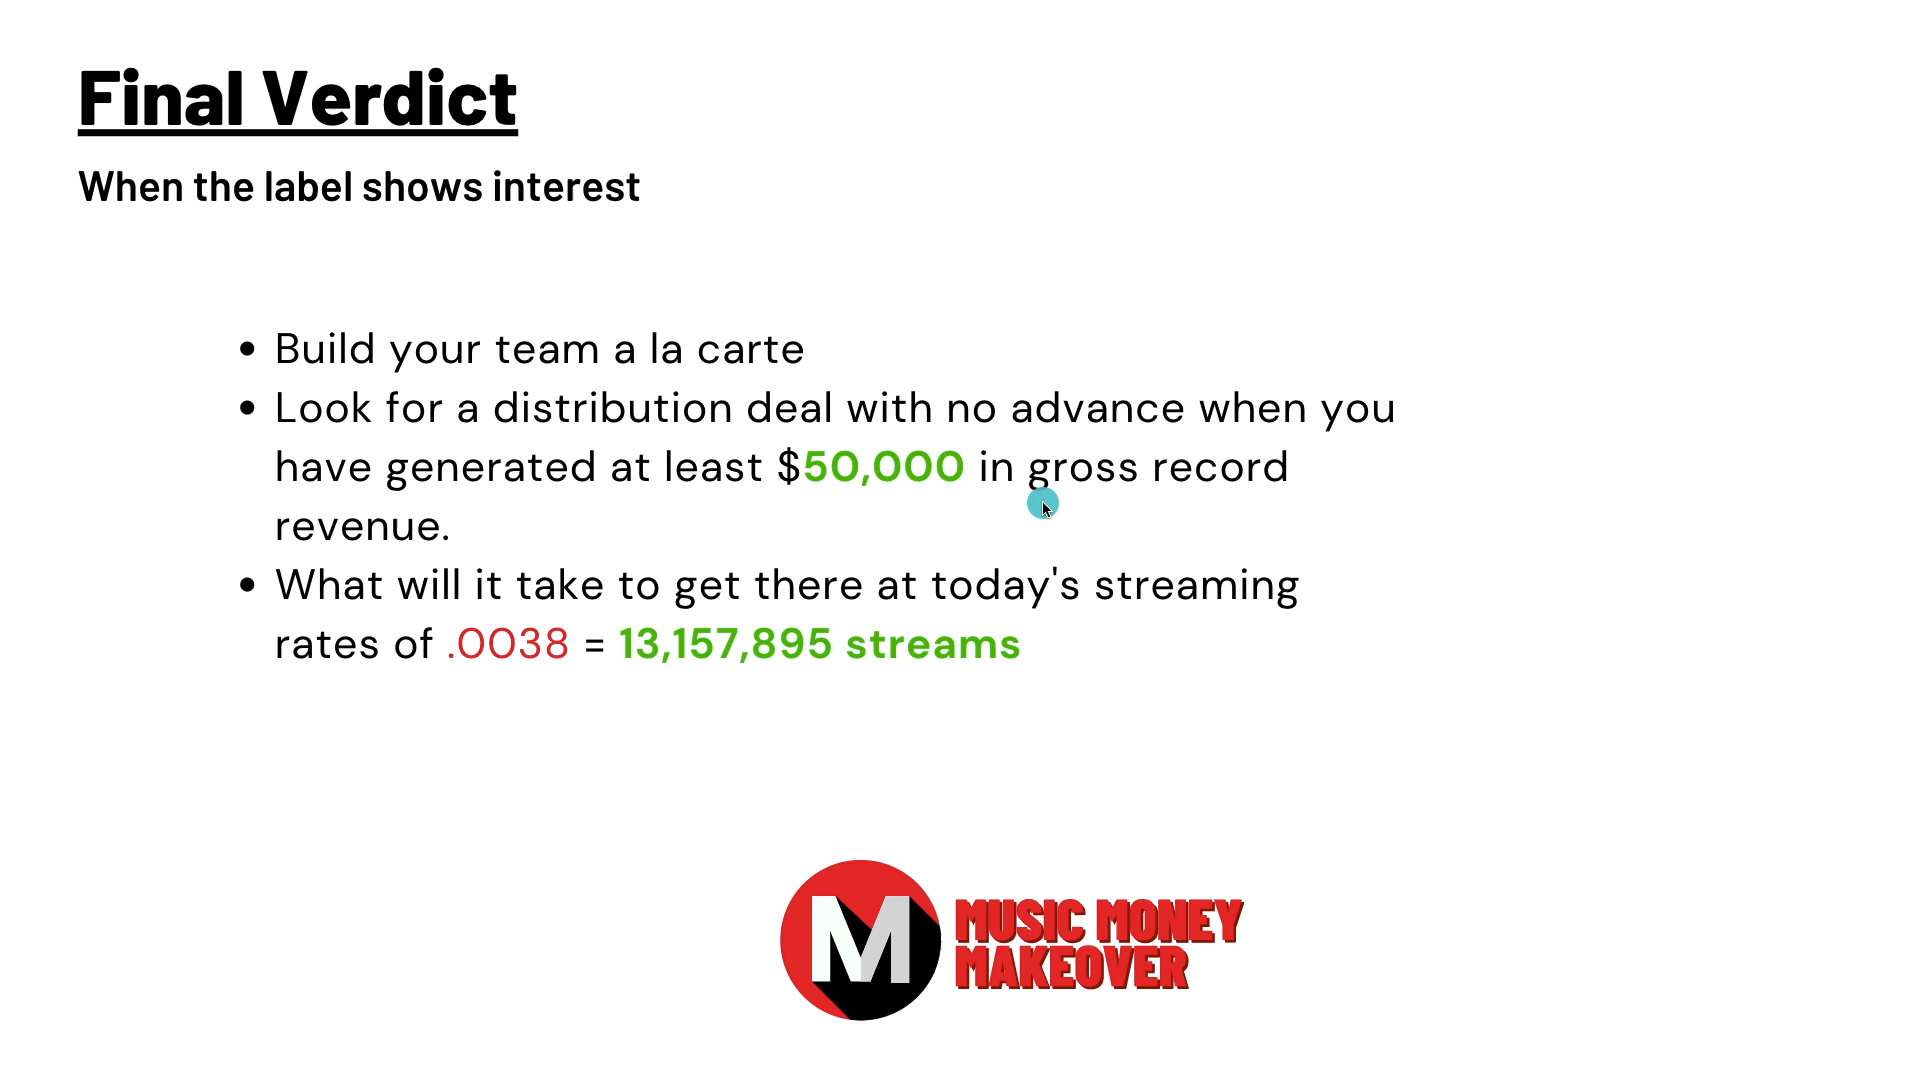 Final Verdict
When the label shows interest
• Build your team a la carte
• Look for a distribution deal with no advance when you
have generated at least $50,000 in gross record
revenue.
• What will it take to get there at today's streaming
rates of .0038 = 13,157,895 streams
M
MUSIC MONEY
MAKEOVER